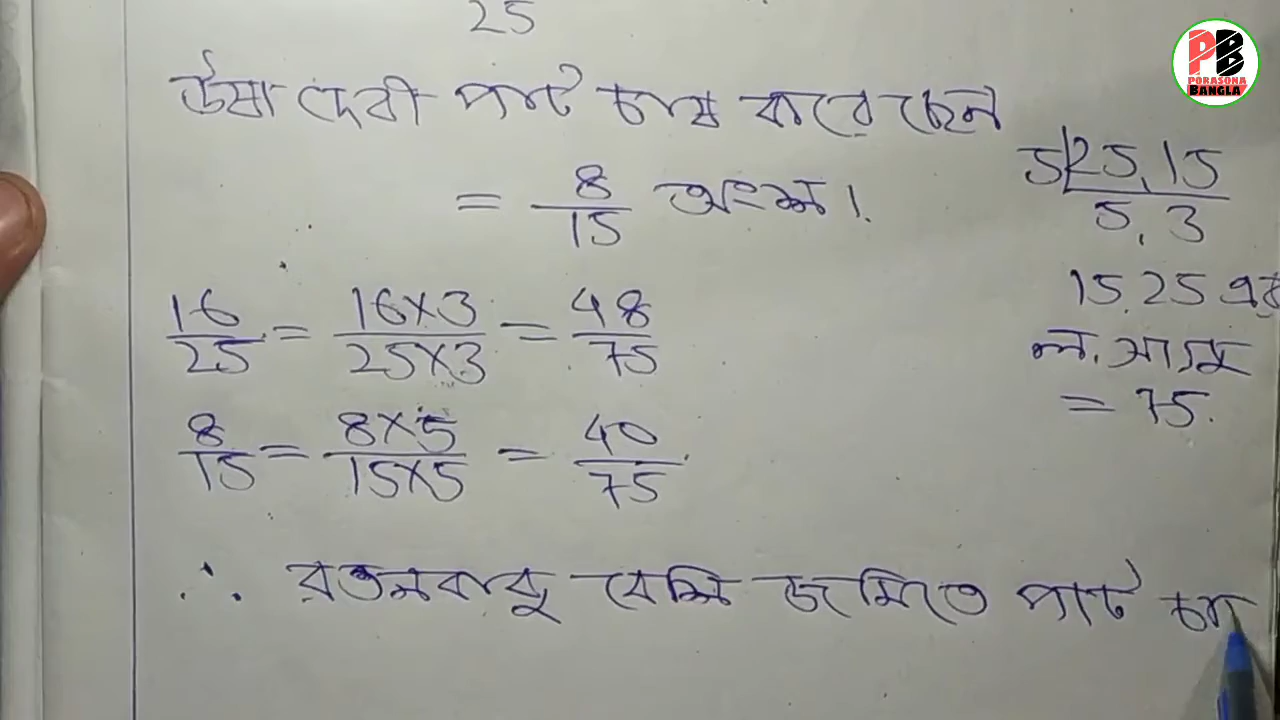 25
ঊষাদেবী পাট চাষ করেছেন
= 8/15 অংশ।
5 25, 15
5, 3
16/25 = 16×3/25×3 = 48/75
15, 25 এর
ল.সা.গু
= 75.
8/15 = 8×5/15×5 = 40/75
∴ রতনবাবু বেশি জমিতে পাট চা
PB
PORASONA
BANGLA